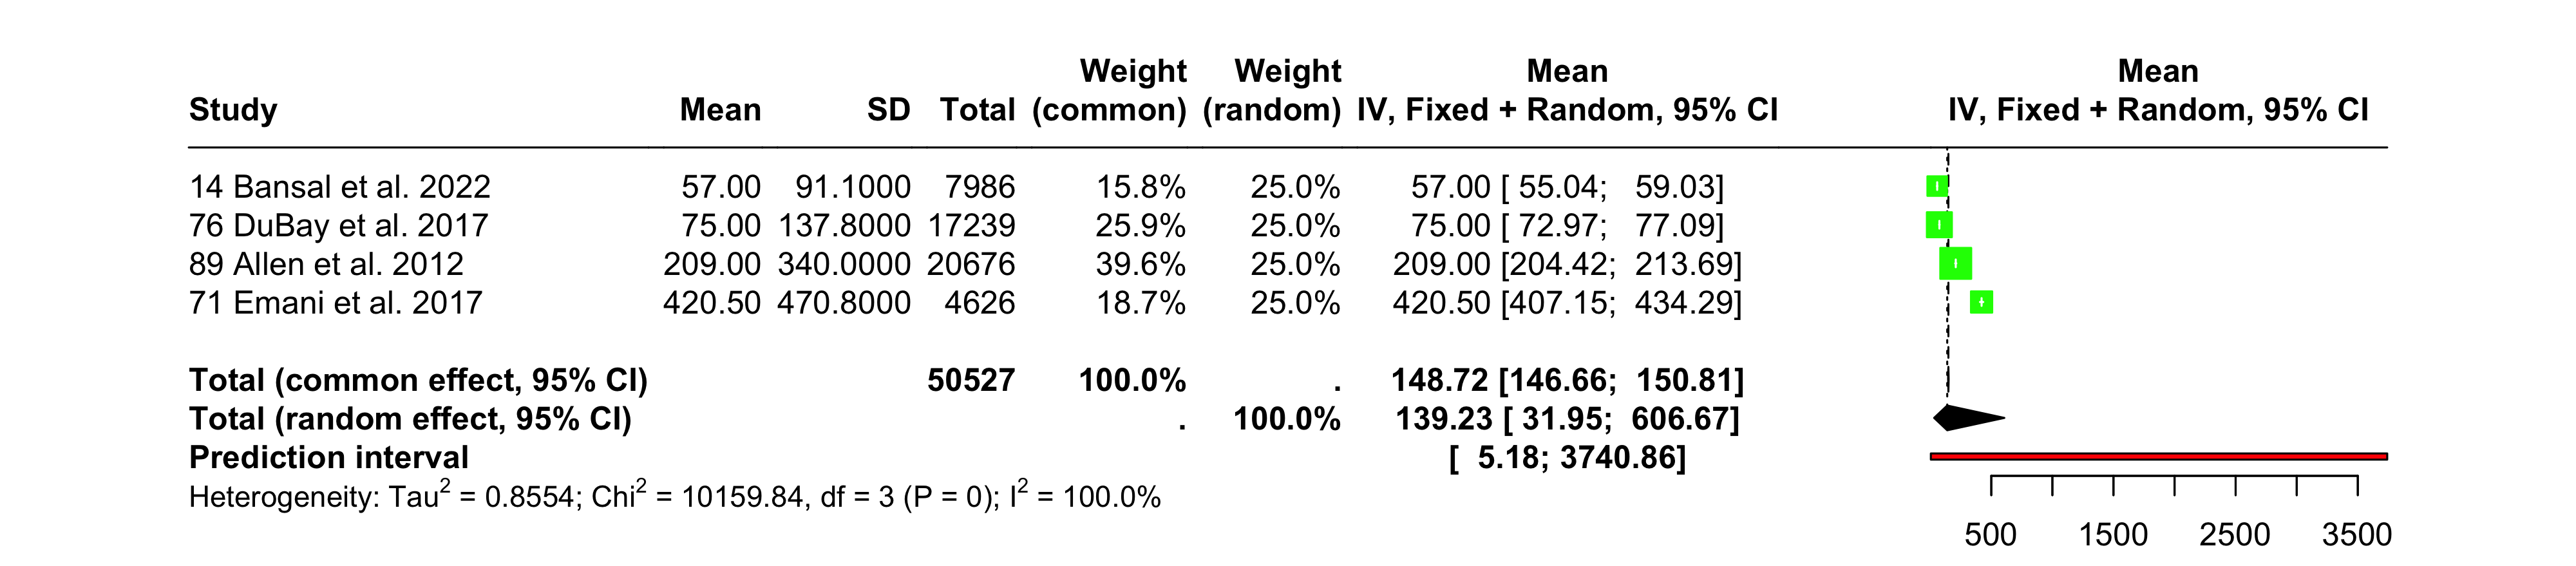 Weight Weight Mean Mean
Study Mean SD Total (common) (random) IV, Fixed + Random, 95% CI IV, Fixed + Random, 95% CI
14 Bansal et al. 2022 57.00 91.1000 7986 15.8% 25.0% 57.00 [ 55.04; 59.03]
76 DuBay et al. 2017 75.00 137.8000 17239 25.9% 25.0% 75.00 [ 72.97; 77.09]
89 Allen et al. 2012 209.00 340.0000 20676 39.6% 25.0% 209.00 [204.42; 213.69]
71 Emani et al. 2017 420.50 470.8000 4626 18.7% 25.0% 420.50 [407.15; 434.29]
Total (common effect, 95% CI) 50527 100.0% . 148.72 [146.66; 150.81]
Total (random effect, 95% CI) . 100.0% 139.23 [ 31.95; 606.67]
Prediction interval [ 5.18; 3740.86]
Heterogeneity: Tau² = 0.8554; Chi² = 10159.84, df = 3 (P = 0); I² = 100.0%
500 1500 2500 3500